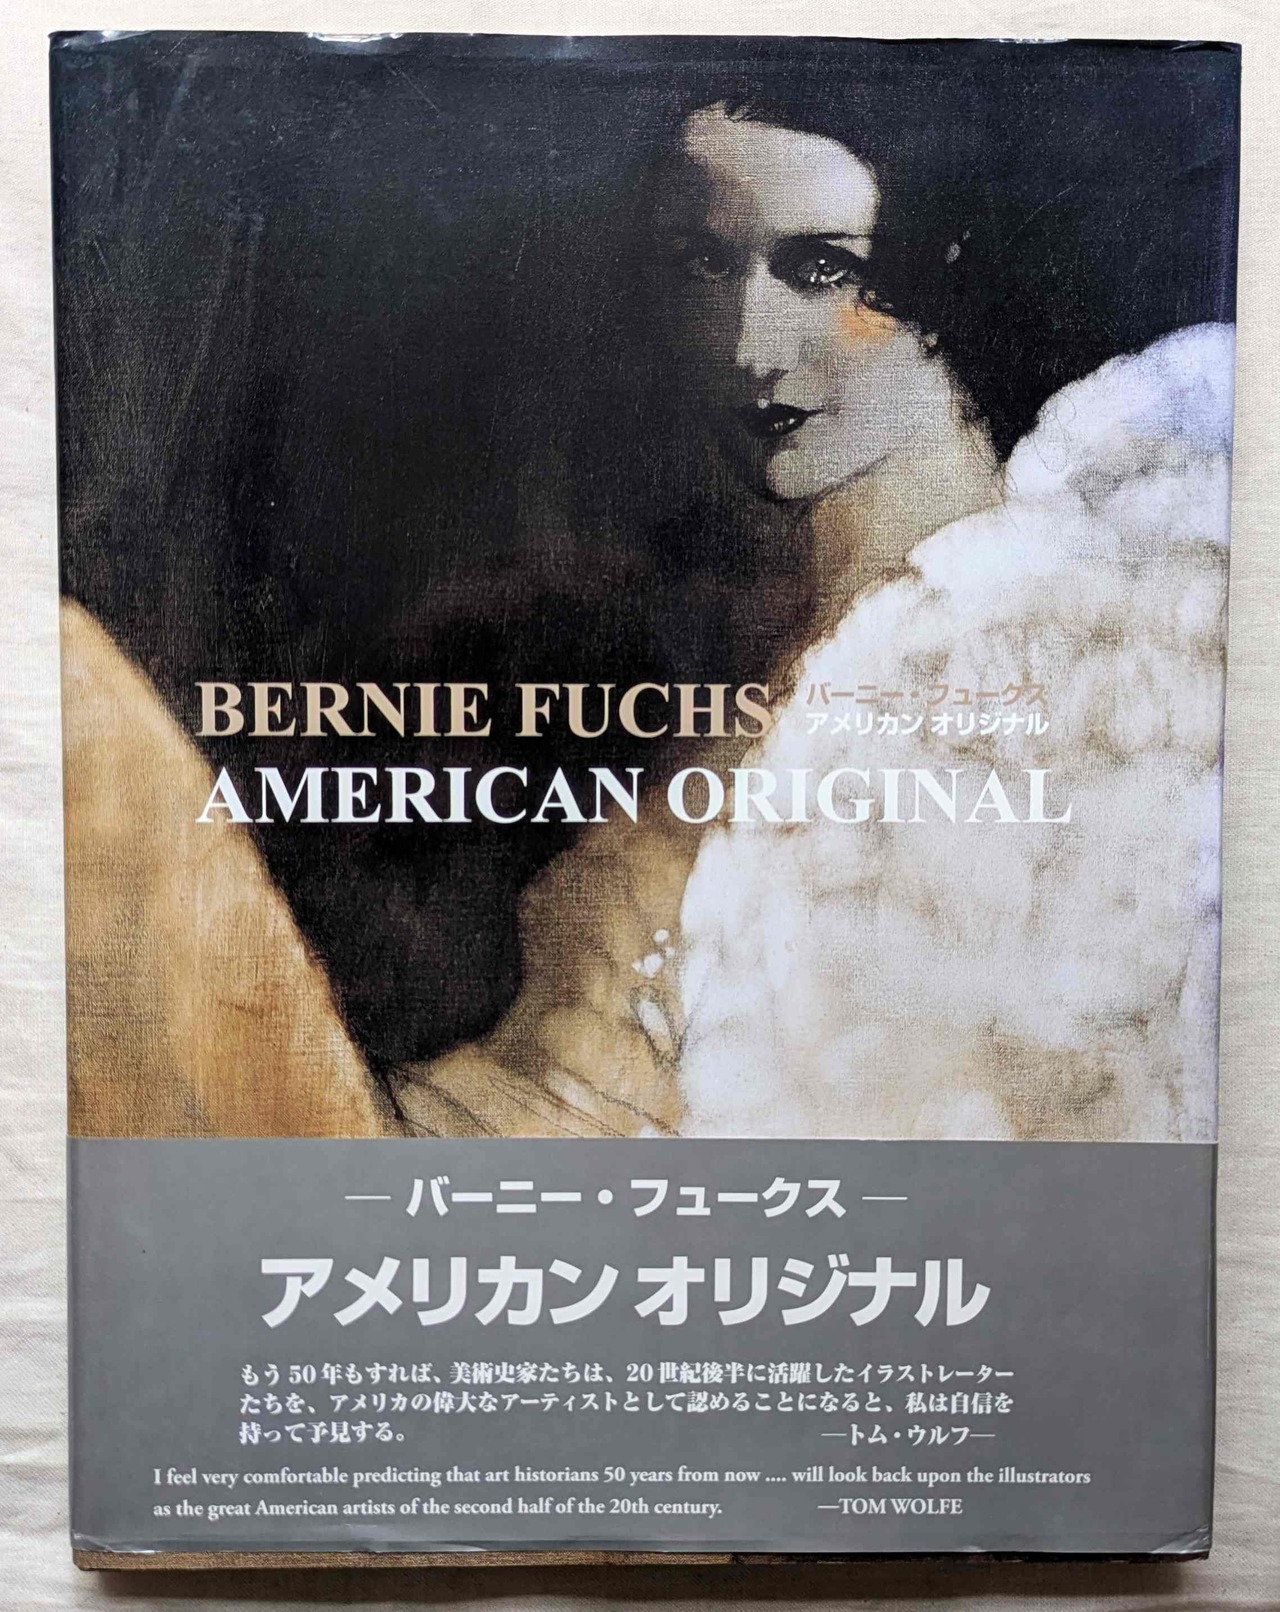 BERNIE FUCHS
バーニー・フュークス
アメリカン オリジナル
AMERICAN ORIGINAL
— バーニー・フュークス —
アメリカン オリジナル
もう 50 年もすれば、美術史家たちは、20 世紀後半に活躍したイラストレーター
たちを、アメリカの偉大なアーティストとして認めることになると、私は自信を
持って予見する。 —トム・ウルフ—
I feel very comfortable predicting that art historians 50 years from now .... will look back upon the illustrators
as the great American artists of the second half of the 20th century. —TOM WOLFE